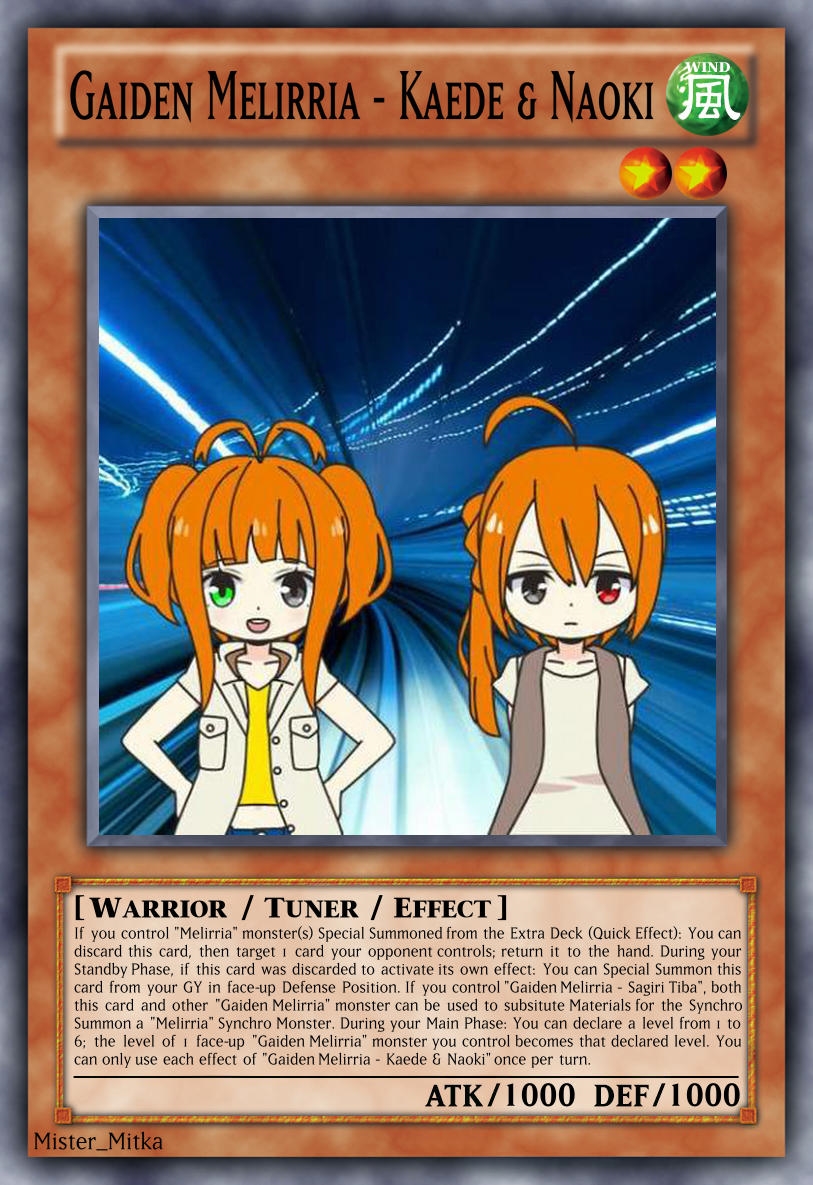 Gaiden Melirria - Kaede & Naoki
WIND
風
[ Warrior / Tuner / Effect ]
If you control "Melirria" monster(s) Special Summoned from the Extra Deck (Quick Effect): You can
discard this card, then target 1 card your opponent controls; return it to the hand. During your
Standby Phase, if this card was discarded to activate its own effect: You can Special Summon this
card from your GY in face-up Defense Position. If you control "Gaiden Melirria - Sagiri Tiba", both
this card and other "Gaiden Melirria" monster can be used to subsitute Materials for the Synchro
Summon a "Melirria" Synchro Monster. During your Main Phase: You can declare a level from 1 to
6; the level of 1 face-up "Gaiden Melirria" monster you control becomes that declared level. You
can only use each effect of "Gaiden Melirria - Kaede & Naoki" once per turn.
ATK/1000 DEF/1000
Mister_Mitka